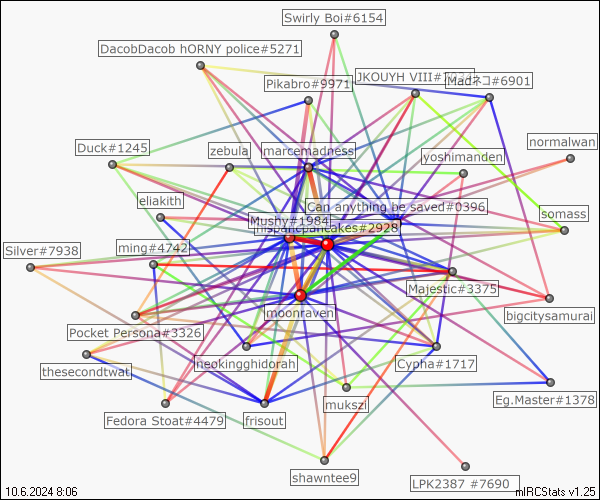 Swirly Boi#6154
DacobDacob hORNY police#5271
JKOUYH VIII#
Madネコ#6901
Pikabro#9971
Duck#1245
zebula
marcemadness
yoshimanden
normalwan
eliakith
Can anything be saved#0396
Mushy#1984
hispanicpancakes#2928
somass
Silver#7938
ming#4742
Majestic#3375
moonraven
bigcitysamurai
Pocket Persona#3326
neokingghidorah
Cypha#1717
thesecondtwat
Eg.Master#1378
mukszi
Fedora Stoat#4479
frisout
shawntee9
LPK2387 #7690
10.6.2024 8:06
mIRCStats v1.25